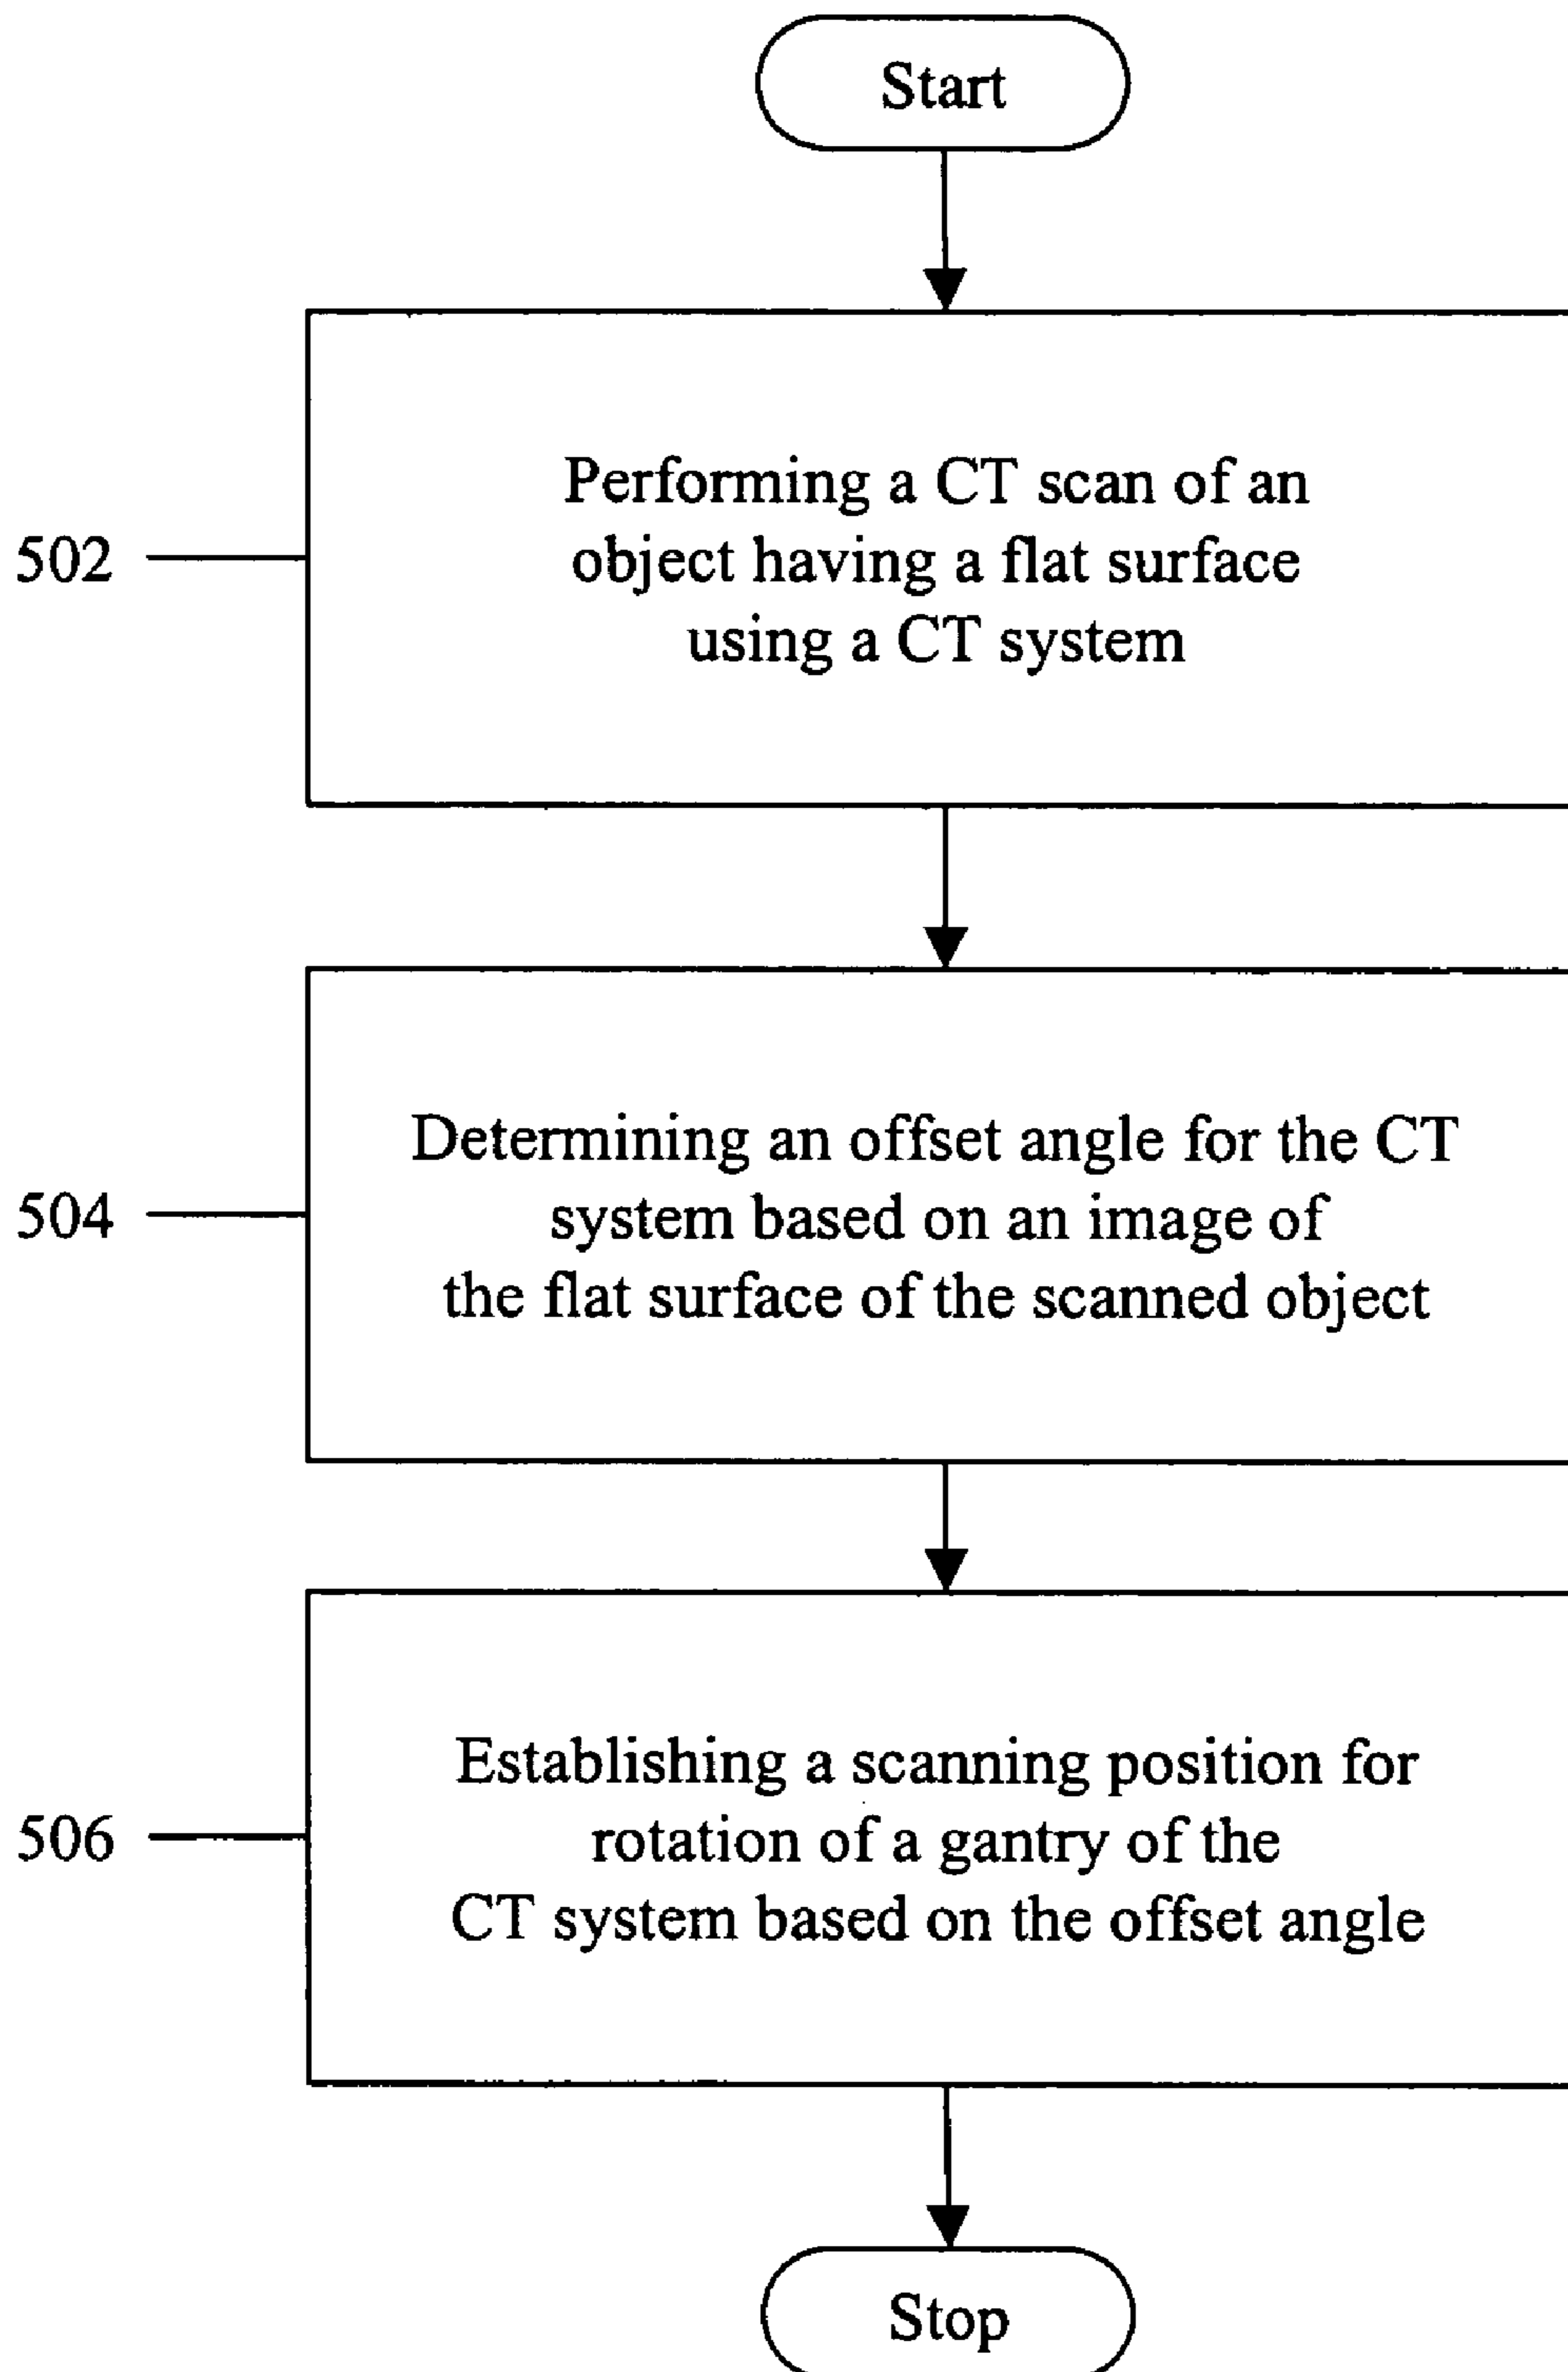 Start
502
Performing a CT scan of an
object having a flat surface
using a CT system
504
Determining an offset angle for the CT
system based on an image of
the flat surface of the scanned object
506
Establishing a scanning position for
rotation of a gantry of the
CT system based on the offset angle
Stop